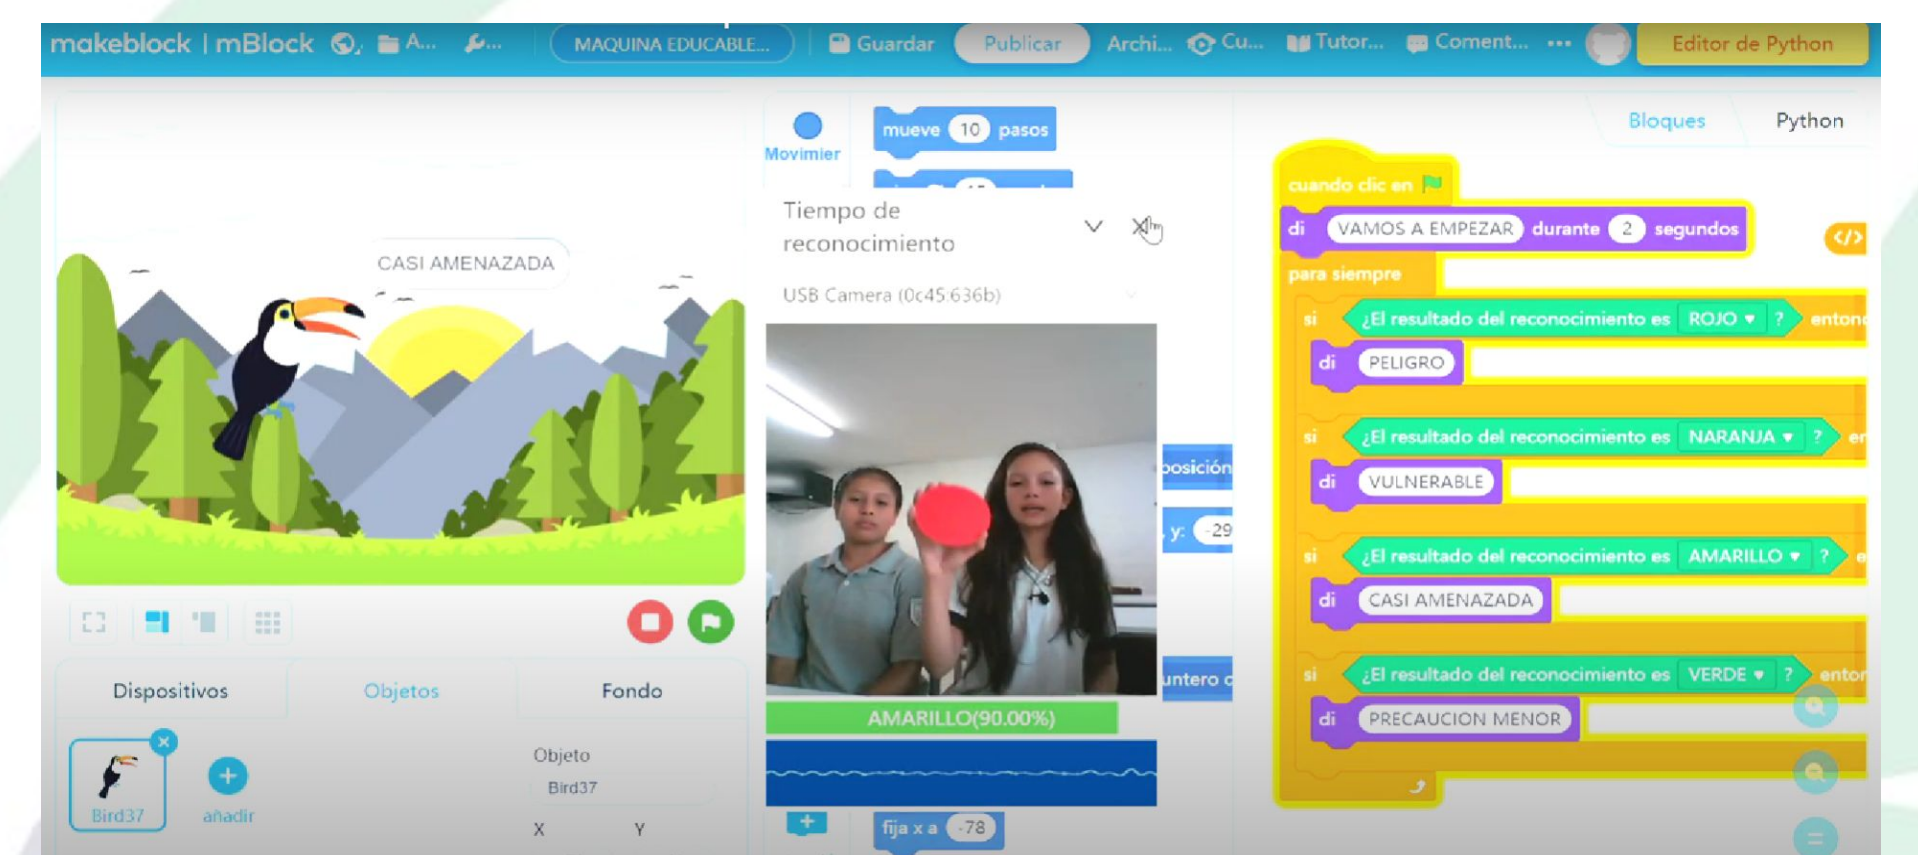 makeblock | mBlock A... MAQUINA EDUCABLE... Guardar Publicar Archi... Cu... Tutor... Coment... Editor de Python
Bloques Python
Movimier
mueve 10 pasos
Tiempo de
reconocimiento
USB Camera (0c45:636b)
AMARILLO(90.00%)
posición
y: -29
untero d
fija x a -78
CASI AMENAZADA
Dispositivos Objetos Fondo
Bird37
añadir
Objeto
Bird37
X Y
cuando clic en
di VAMOS A EMPEZAR durante 2 segundos
para siempre
si ¿El resultado del reconocimiento es ROJO ? enton
di PELIGRO
si ¿El resultado del reconocimiento es NARANJA ? en
di VULNERABLE
si ¿El resultado del reconocimiento es AMARILLO ? e
di CASI AMENAZADA
si ¿El resultado del reconocimiento es VERDE ? enton
di PRECAUCION MENOR